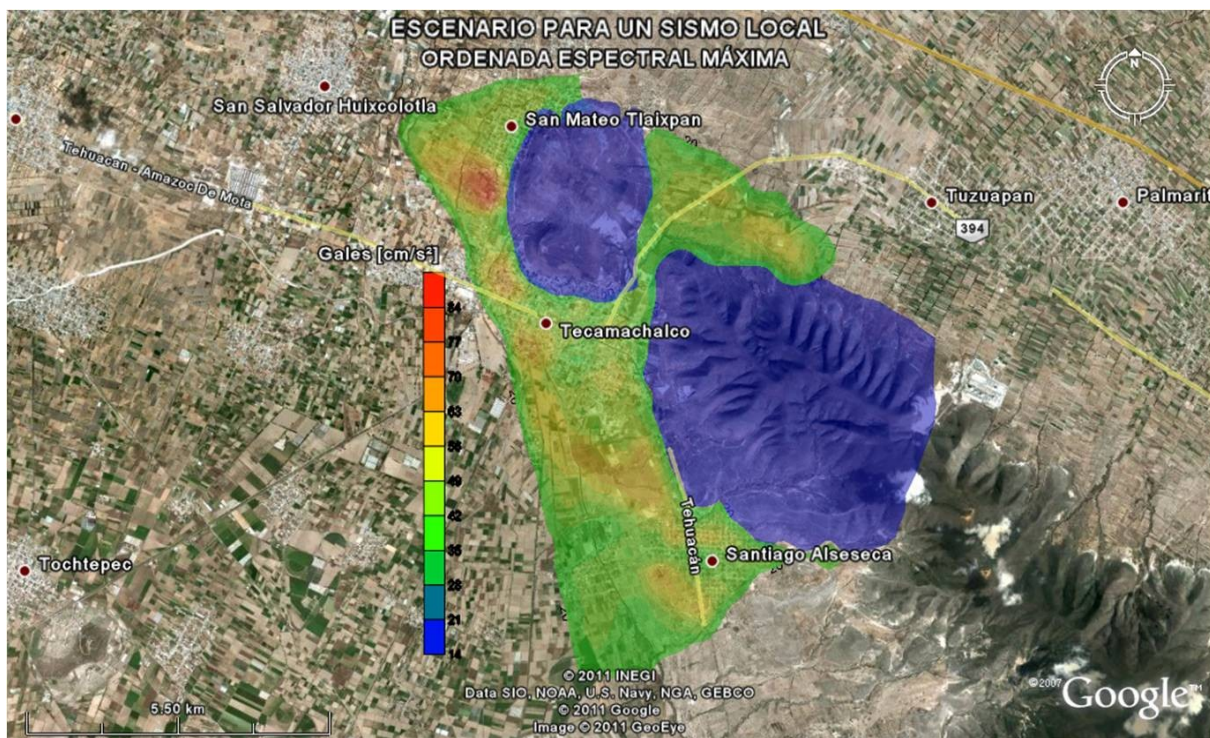 ESCENARIO PARA UN SISMO LOCAL
ORDENADA ESPECTRAL MÁXIMA
N
San Salvador Huixcolotla
San Mateo Tlaixpan
Tehuacan - Amazoc De Mota
Tuzuapan
Palmarit
394
Gales [cm/s²]
84
77
70
63
56
49
42
35
28
21
14
Tecamachalco
Tehuacán
Santiago Alseseca
Tochtepec
© 2011 INEGI
Data SIO, NOAA, U.S. Navy, NGA, GEBCO
© 2011 Google
Image © 2011 GeoEye
©2007 Google™
5.50 km